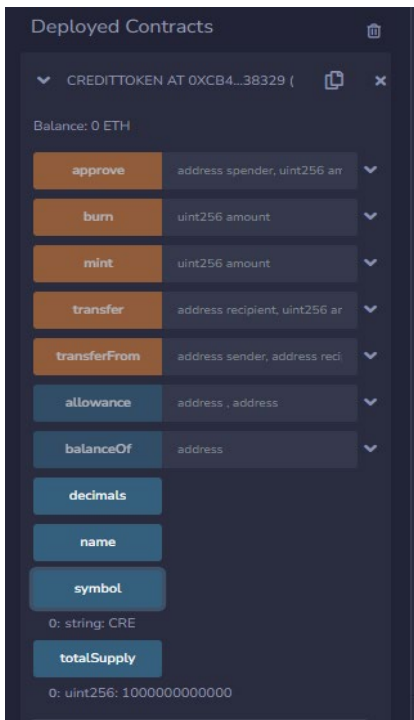 Deployed Contracts
CREDITTOKEN AT 0XCB4...38329 (
Balance: 0 ETH
approve address spender, uint256 am
burn uint256 amount
mint uint256 amount
transfer address recipient, uint256 ar
transferFrom address sender, address reci
allowance address , address
balanceOf address
decimals
name
symbol
0: string: CRE
totalSupply
0: uint256: 1000000000000